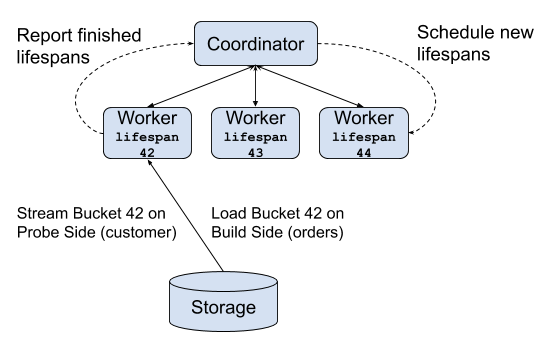 Report finished
lifespans
Coordinator
Schedule new
lifespans
Worker
lifespan
42
Worker
lifespan
43
Worker
lifespan
44
Stream Bucket 42 on
Probe Side (customer)
Load Bucket 42 on
Build Side (orders)
Storage